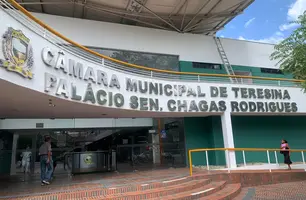 CÂMARA MUNICIPAL DE TERESINA
PALÁCIO SEN. CHAGAS RODRIGUES